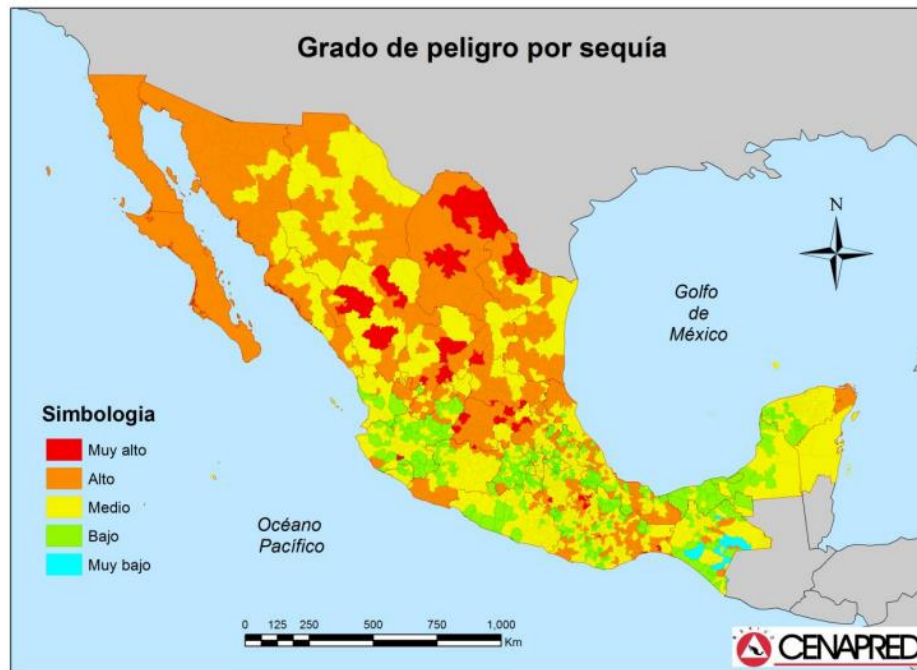 Grado de peligro por sequía
N
Golfo
de
México
Simbologia
Muy alto
Alto
Medio
Bajo
Muy bajo
Océano
Pacífico
0 125 250 500 750 1,000
Km
MÉXICO
CENAPRED